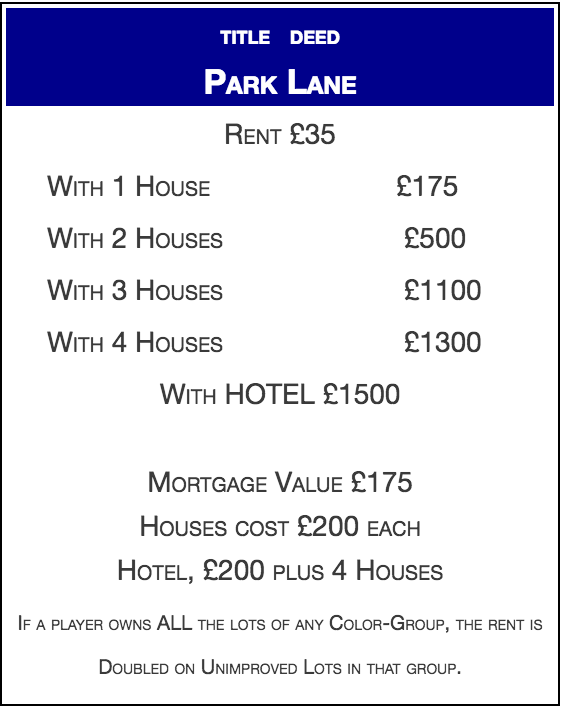 TITLE DEED
PARK LANE
RENT £35
WITH 1 HOUSE £175
WITH 2 HOUSES £500
WITH 3 HOUSES £1100
WITH 4 HOUSES £1300
WITH HOTEL £1500
MORTGAGE VALUE £175
HOUSES COST £200 EACH
HOTEL, £200 PLUS 4 HOUSES
IF A PLAYER OWNS ALL THE LOTS OF ANY COLOR-GROUP, THE RENT IS
DOUBLED ON UNIMPROVED LOTS IN THAT GROUP.